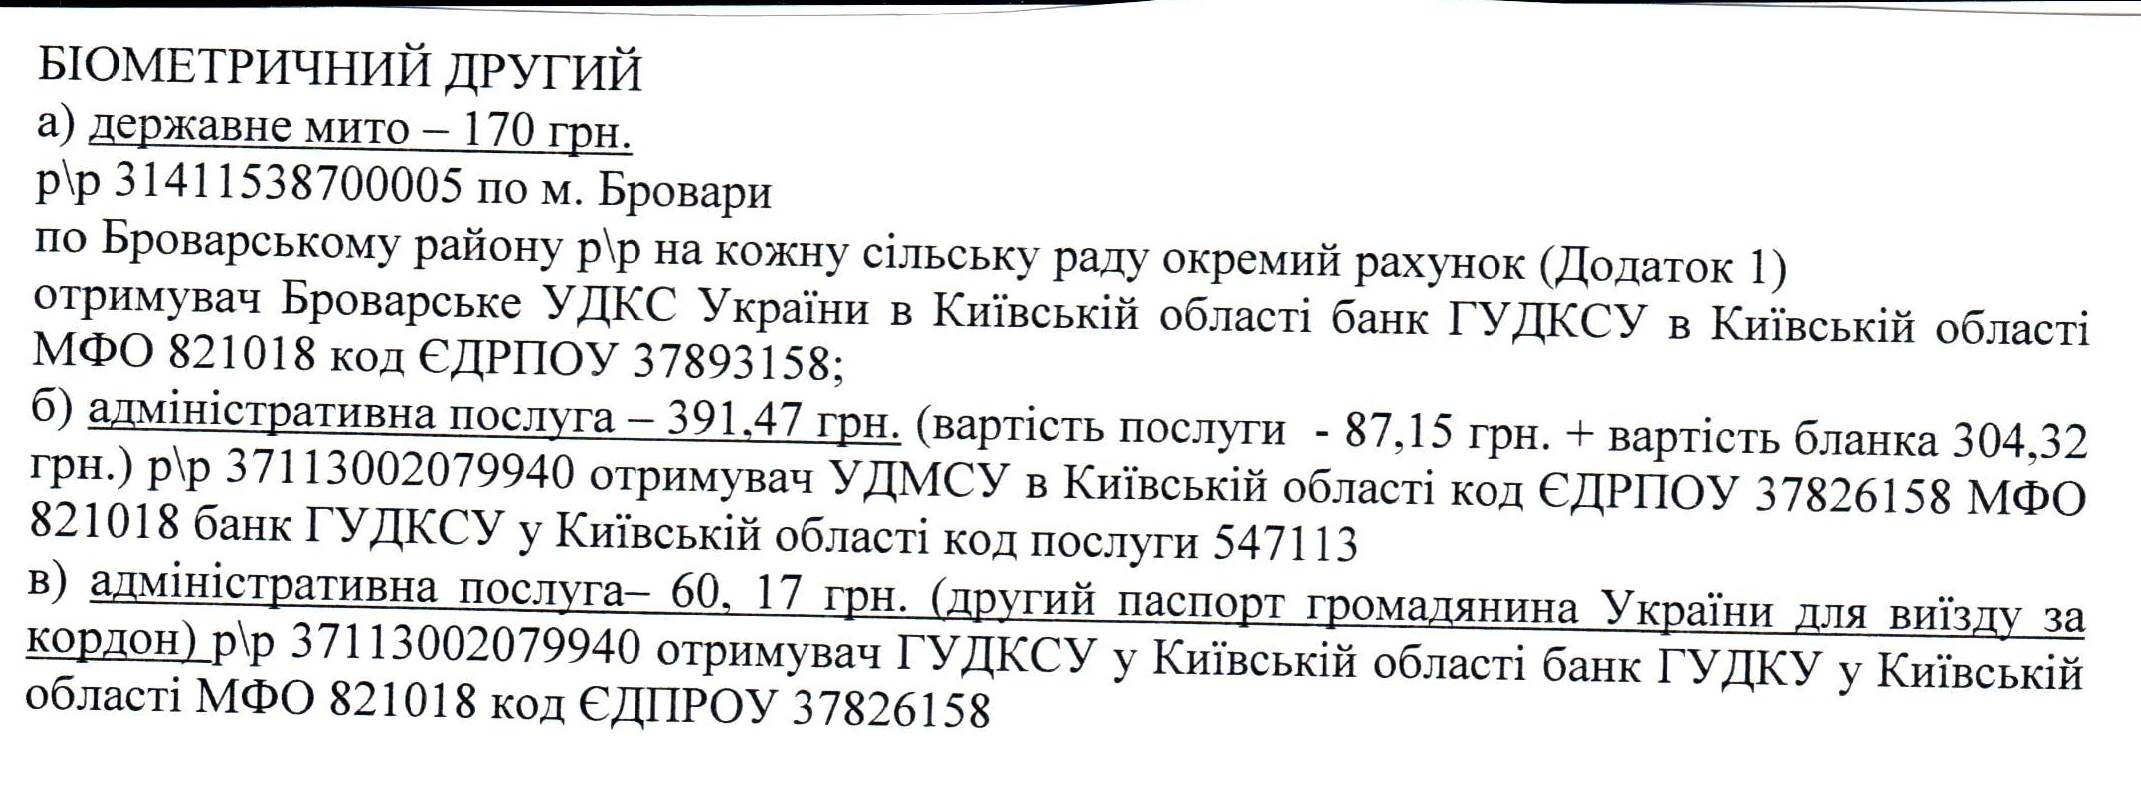 БІОМЕТРИЧНИЙ ДРУГИЙ
а) державне мито – 170 грн.
р\р 31411538700005 по м. Бровари
по Броварському району р\р на кожну сільську раду окремий рахунок (Додаток 1)
отримувач Броварське УДКС України в Київській області банк ГУДКСУ в Київській області
МФО 821018 код ЄДРПОУ 37893158;
б) адміністративна послуга – 391,47 грн. (вартість послуги - 87,15 грн. + вартість бланка 304,32
грн.) р\р 37113002079940 отримувач УДМСУ в Київській області код ЄДРПОУ 37826158 МФО
821018 банк ГУДКСУ у Київській області код послуги 547113
в) адміністративна послуга– 60, 17 грн. (другий паспорт громадянина України для виїзду за
кордон) р\р 37113002079940 отримувач ГУДКСУ у Київській області банк ГУДКУ у Київській
області МФО 821018 код ЄДПРОУ 37826158